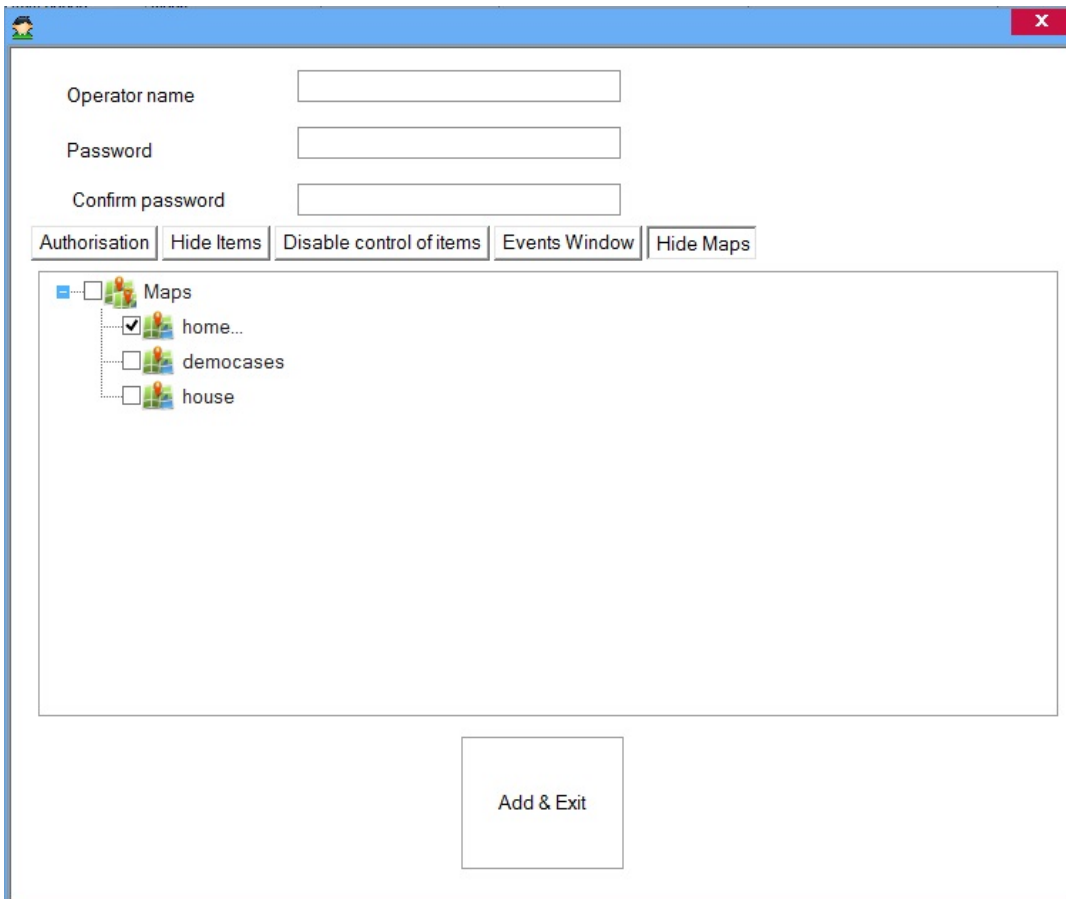 X
Operator name
Password
Confirm password
Authorisation Hide Items Disable control of items Events Window Hide Maps
Maps
home...
democases
house
Add & Exit